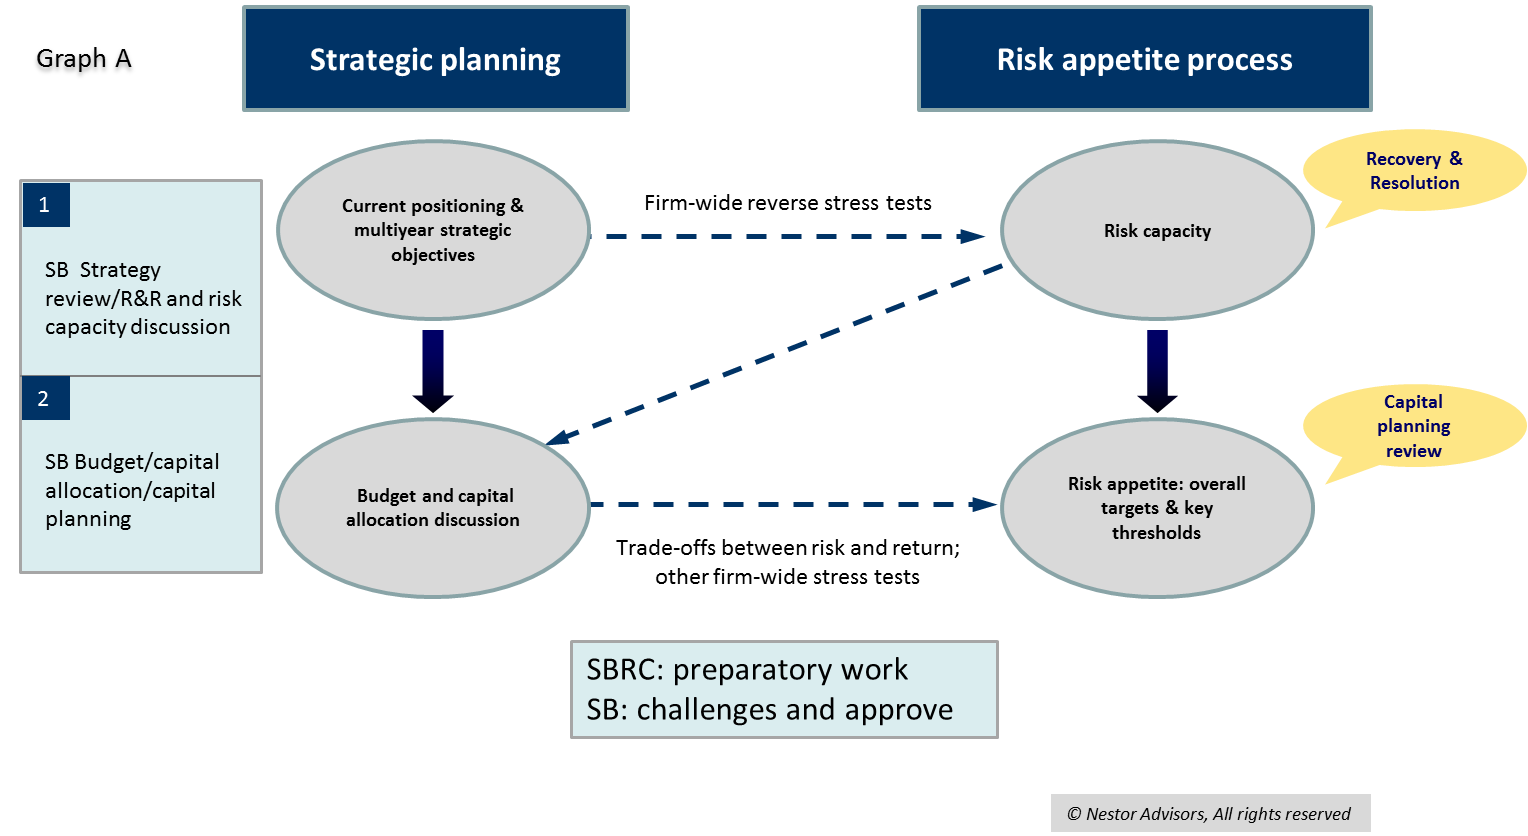 Graph A
Strategic planning
Risk appetite process
Recovery &
Resolution
1
SB  Strategy
review/R&R and risk
capacity discussion
Current positioning &
multiyear strategic
objectives
Firm-wide reverse stress tests
Risk capacity
2
SB Budget/capital
allocation/capital
planning
Budget and capital
allocation discussion
Trade-offs between risk and return;
other firm-wide stress tests
Risk appetite: overall
targets & key
thresholds
Capital
planning
review
SBRC: preparatory work
SB: challenges and approve
© Nestor Advisors, All rights reserved